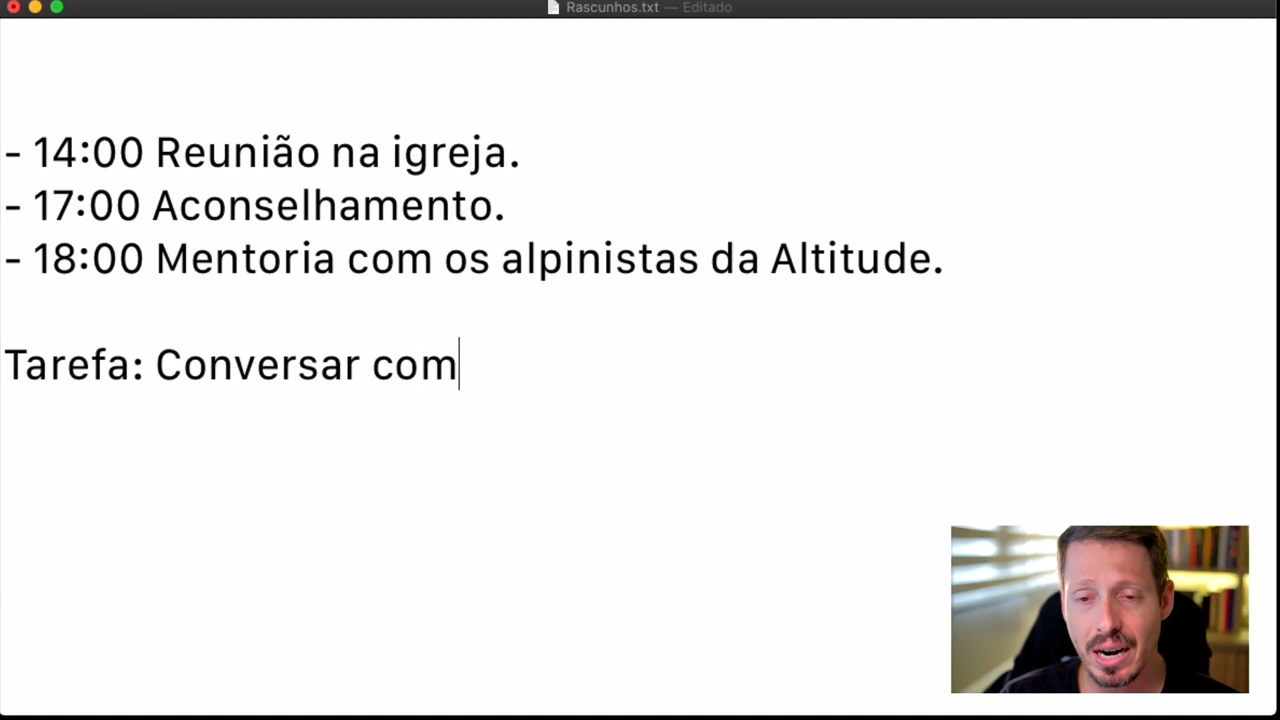 Rascunhos.txt — Editado
- 14:00 Reunião na igreja.
- 17:00 Aconselhamento.
- 18:00 Mentoria com os alpinistas da Altitude.
Tarefa: Conversar com